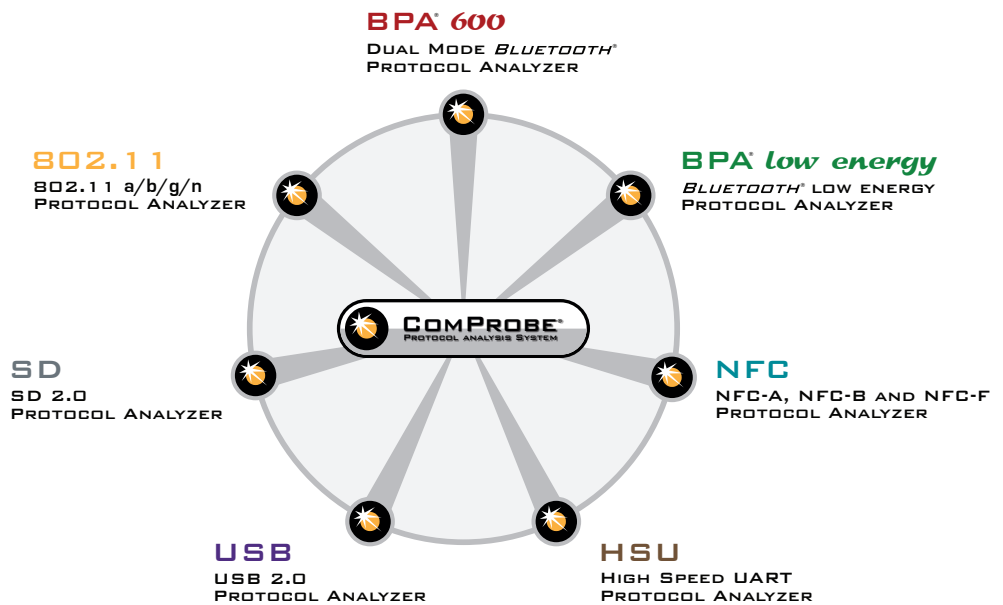 BPA® 600
Dual Mode Bluetooth®
Protocol Analyzer
802.11
802.11 a/b/g/n
Protocol Analyzer
BPA® low energy
Bluetooth® low energy
Protocol Analyzer
ComProbe®
Protocol analysis System
SD
SD 2.0
Protocol Analyzer
NFC
NFC-A, NFC-B and NFC-F
Protocol Analyzer
USB
USB 2.0
Protocol Analyzer
HSU
High Speed UART
Protocol Analyzer